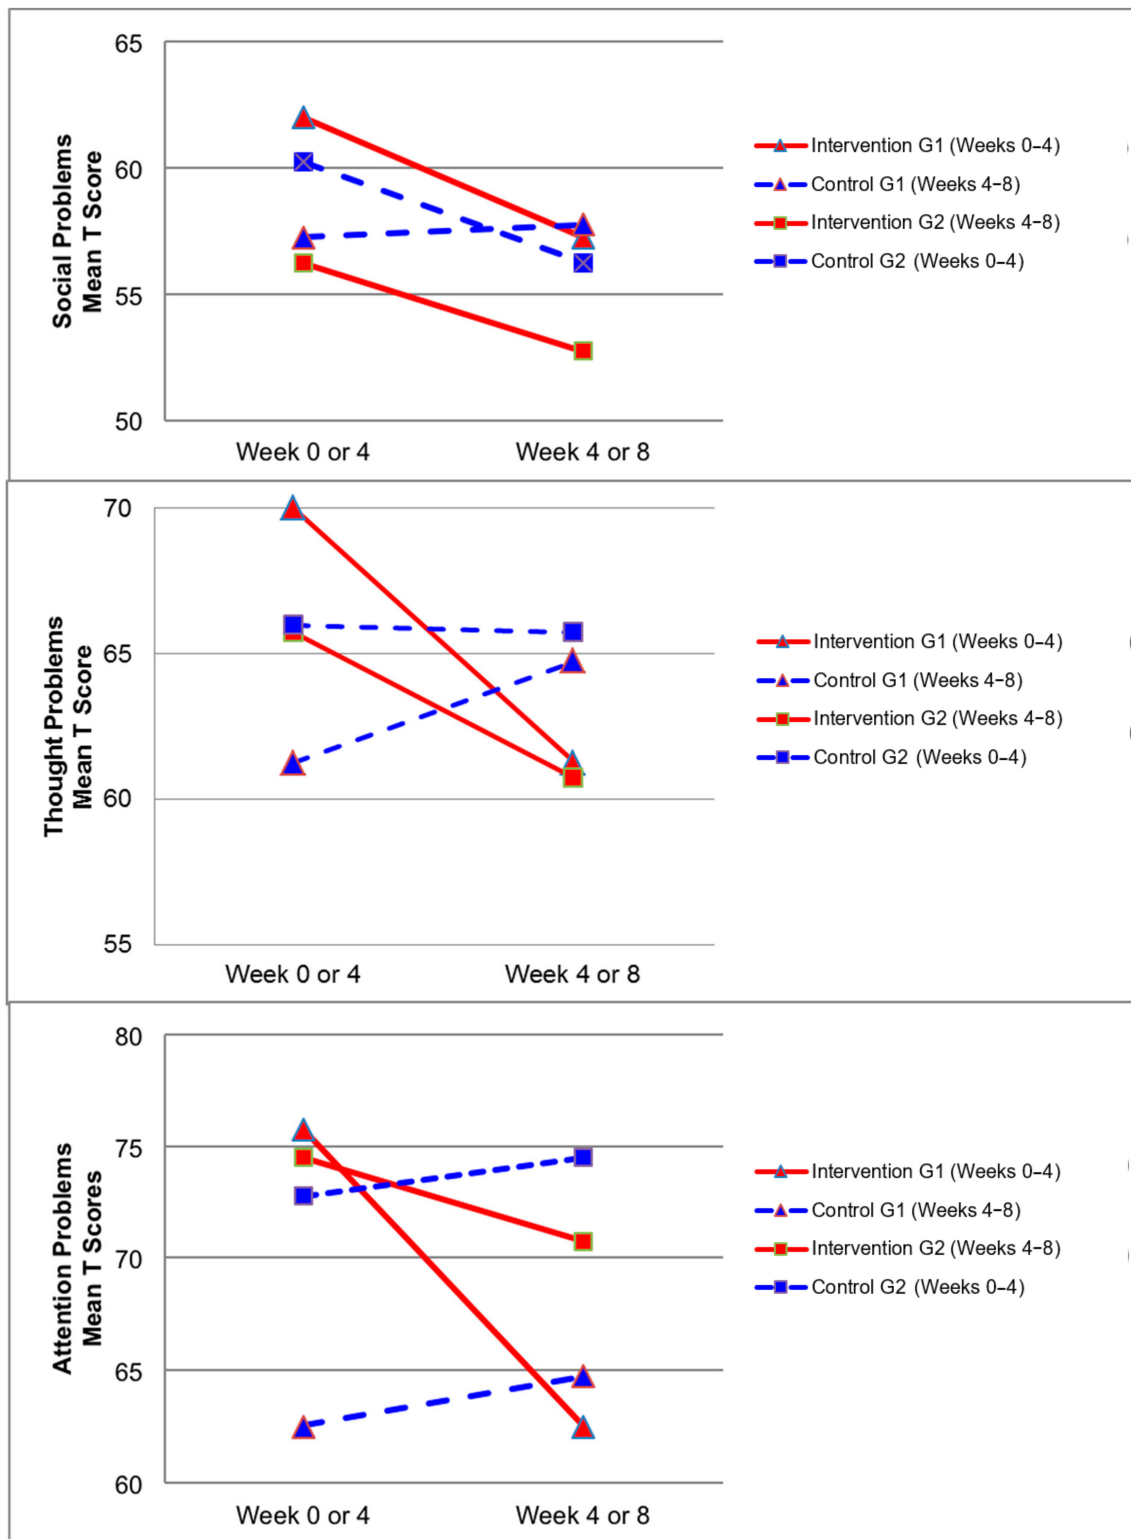 65
60
55
50
Social Problems
Mean T Score
Week 0 or 4
Week 4 or 8
Intervention G1 (Weeks 0–4)
Control G1 (Weeks 4–8)
Intervention G2 (Weeks 4–8)
Control G2 (Weeks 0–4)
70
65
60
55
Thought Problems
Mean T Score
Week 0 or 4
Week 4 or 8
Intervention G1 (Weeks 0–4)
Control G1 (Weeks 4–8)
Intervention G2 (Weeks 4–8)
Control G2 (Weeks 0–4)
80
75
70
65
60
Attention Problems
Mean T Scores
Week 0 or 4
Week 4 or 8
Intervention G1 (Weeks 0–4)
Control G1 (Weeks 4–8)
Intervention G2 (Weeks 4–8)
Control G2 (Weeks 0–4)